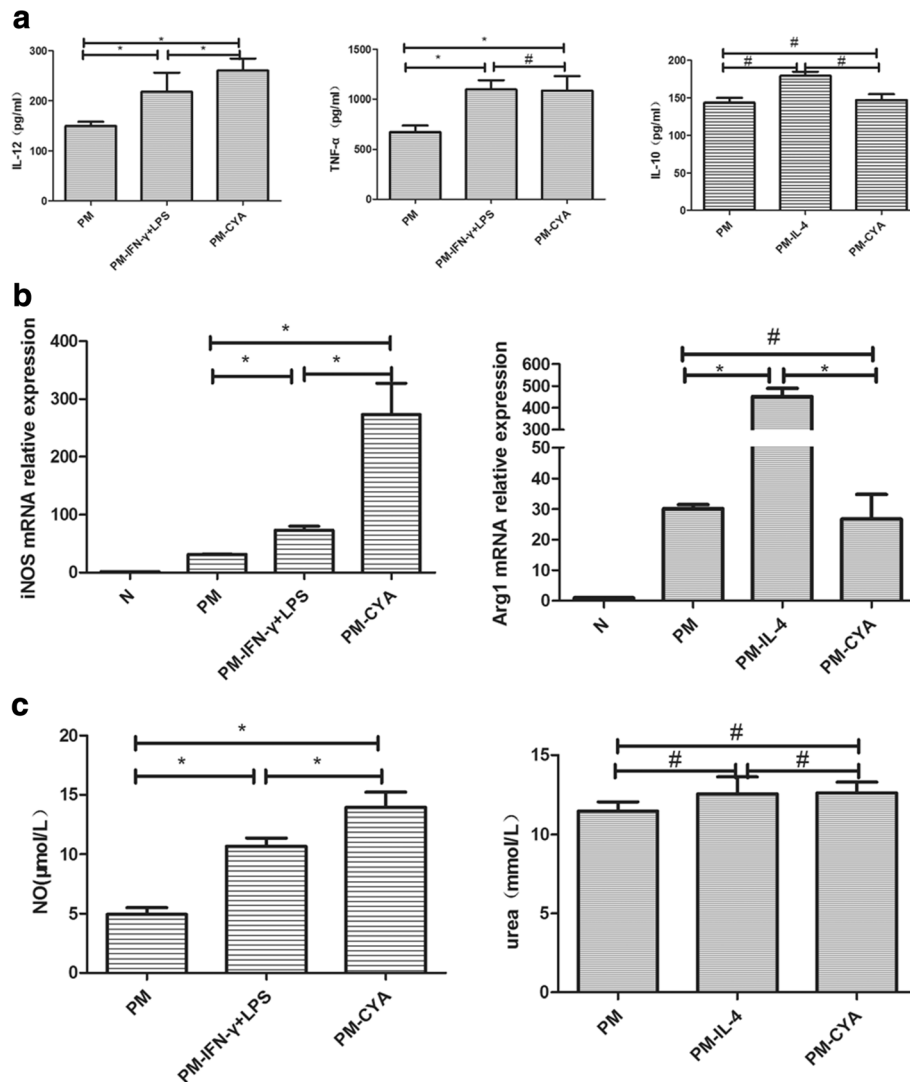 a
IL-12 (pg/ml)
300
200
100
0
*
*
*
PM
PM-IFN-γ+LPS
PM-CYA
TNF-α (pg/ml)
1500
1000
500
0
*
*
#
PM
PM-IFN-γ+LPS
PM-CYA
IL-10 (pg/ml)
200
150
100
50
0
#
#
#
PM
PM-IL-4
PM-CYA
b
iNOS mRNA relative expression
400
300
200
100
0
*
*
*
N
PM
PM-IFN-γ+LPS
PM-CYA
Arg1 mRNA relative expression
600
500
400
300
50
40
30
20
10
0
#
*
*
N
PM
PM-IL-4
PM-CYA
c
NO(µmol/L)
20
15
10
5
0
*
*
*
PM
PM-IFN-γ+LPS
PM-CYA
urea (mmol/L)
15
10
5
0
#
#
#
PM
PM-IL-4
PM-CYA